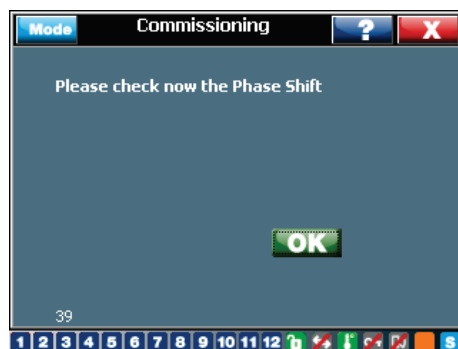 Mode Commissioning ? X
Please check now the Phase Shift
OK
39
1 2 3 4 5 6 7 8 9 10 11 12 S